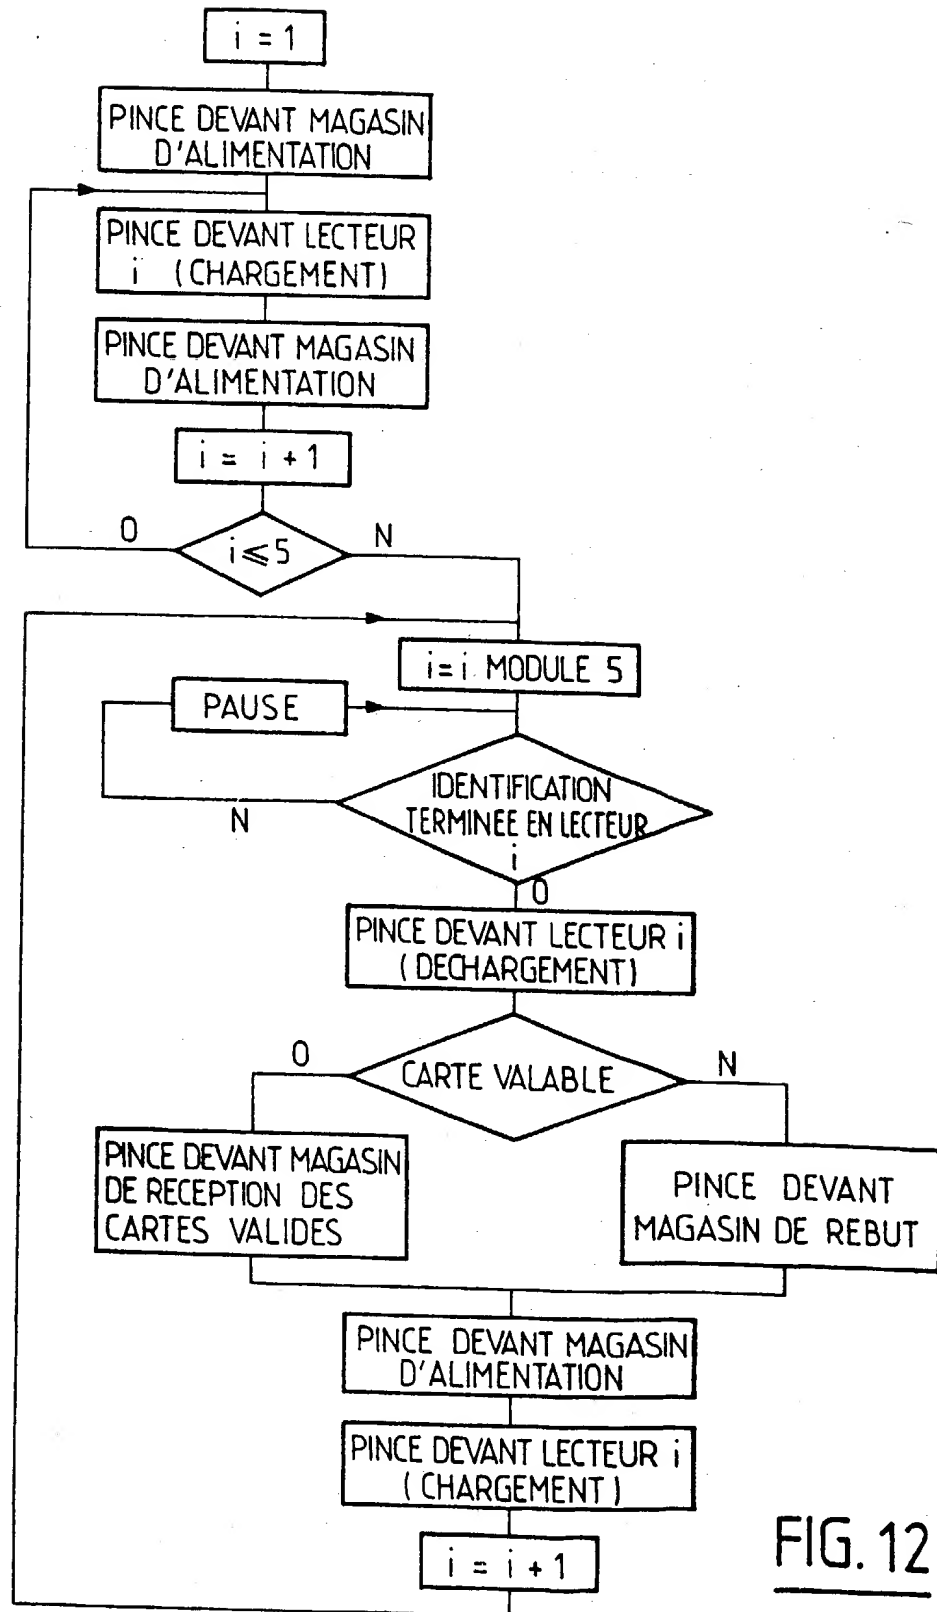 i = 1
PINCE DEVANT MAGASIN
D'ALIMENTATION
PINCE DEVANT LECTEUR
i (CHARGEMENT)
PINCE DEVANT MAGASIN
D'ALIMENTATION
i = i + 1
O
i ⩽ 5
N
i = i MODULE 5
PAUSE
IDENTIFICATION
TERMINEE EN LECTEUR
i
N
O
PINCE DEVANT LECTEUR i
(DECHARGEMENT)
O
CARTE VALABLE
N
PINCE DEVANT MAGASIN
DE RECEPTION DES
CARTES VALIDES
PINCE DEVANT
MAGASIN DE REBUT
PINCE DEVANT MAGASIN
D'ALIMENTATION
PINCE DEVANT LECTEUR i
(CHARGEMENT)
i = i + 1
FIG. 12